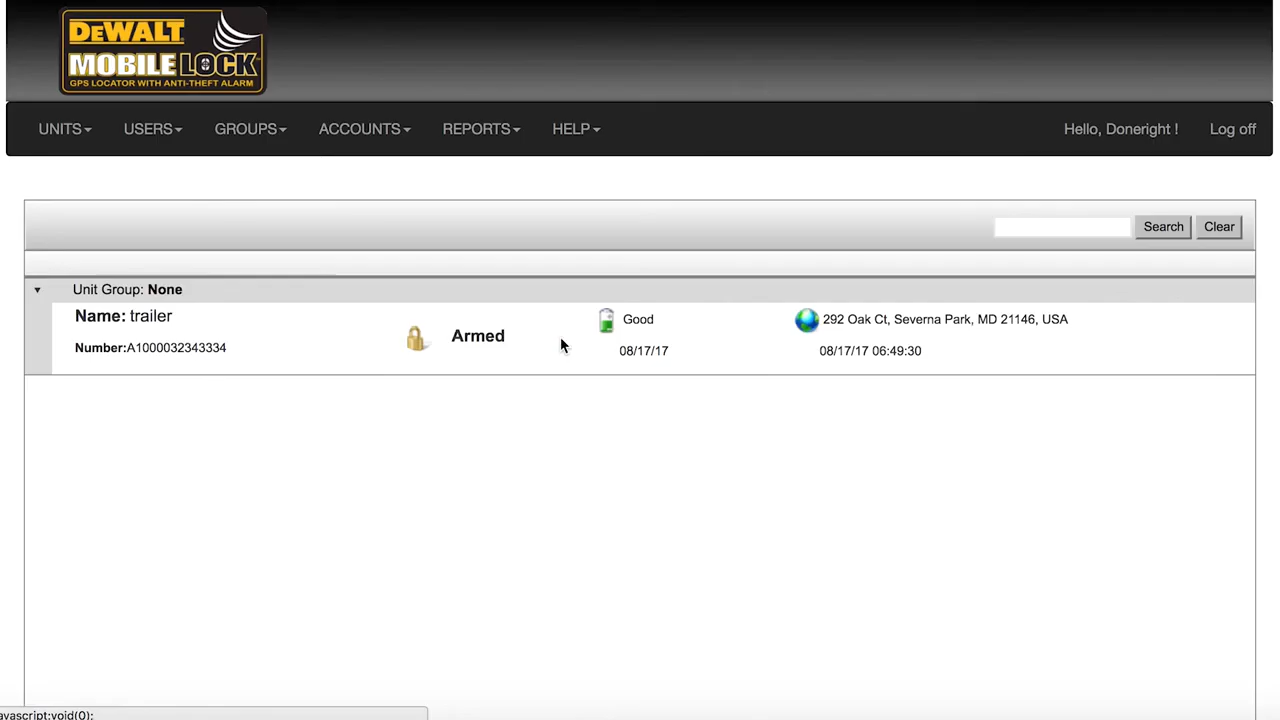 DEWALT
MOBILELOCK
GPS LOCATOR WITH ANTI-THEFT ALARM
UNITS USERS GROUPS ACCOUNTS REPORTS HELP Hello, Doneright ! Log off
Search Clear
Unit Group: None
Name: trailer
Number:A1000032343334
Armed
Good
08/17/17
292 Oak Ct, Severna Park, MD 21146, USA
08/17/17 06:49:30
avascript:void(0);